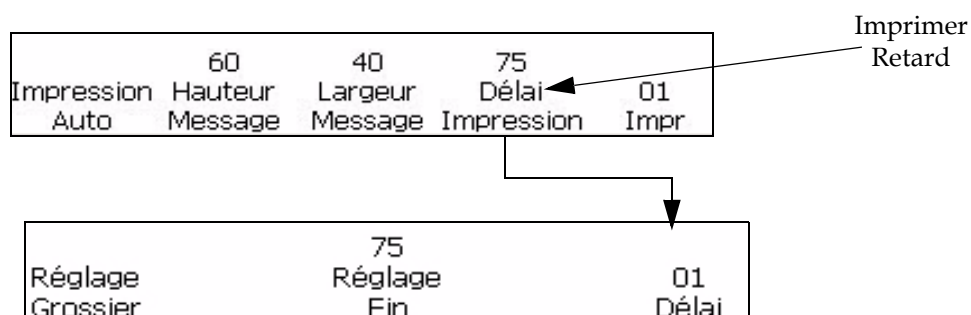 Imprimer
Retard
60 40 75
Impression Hauteur Largeur Délai 01
Auto Message Message Impression Impr
75
Réglage Réglage 01
Grossier Fin Délai